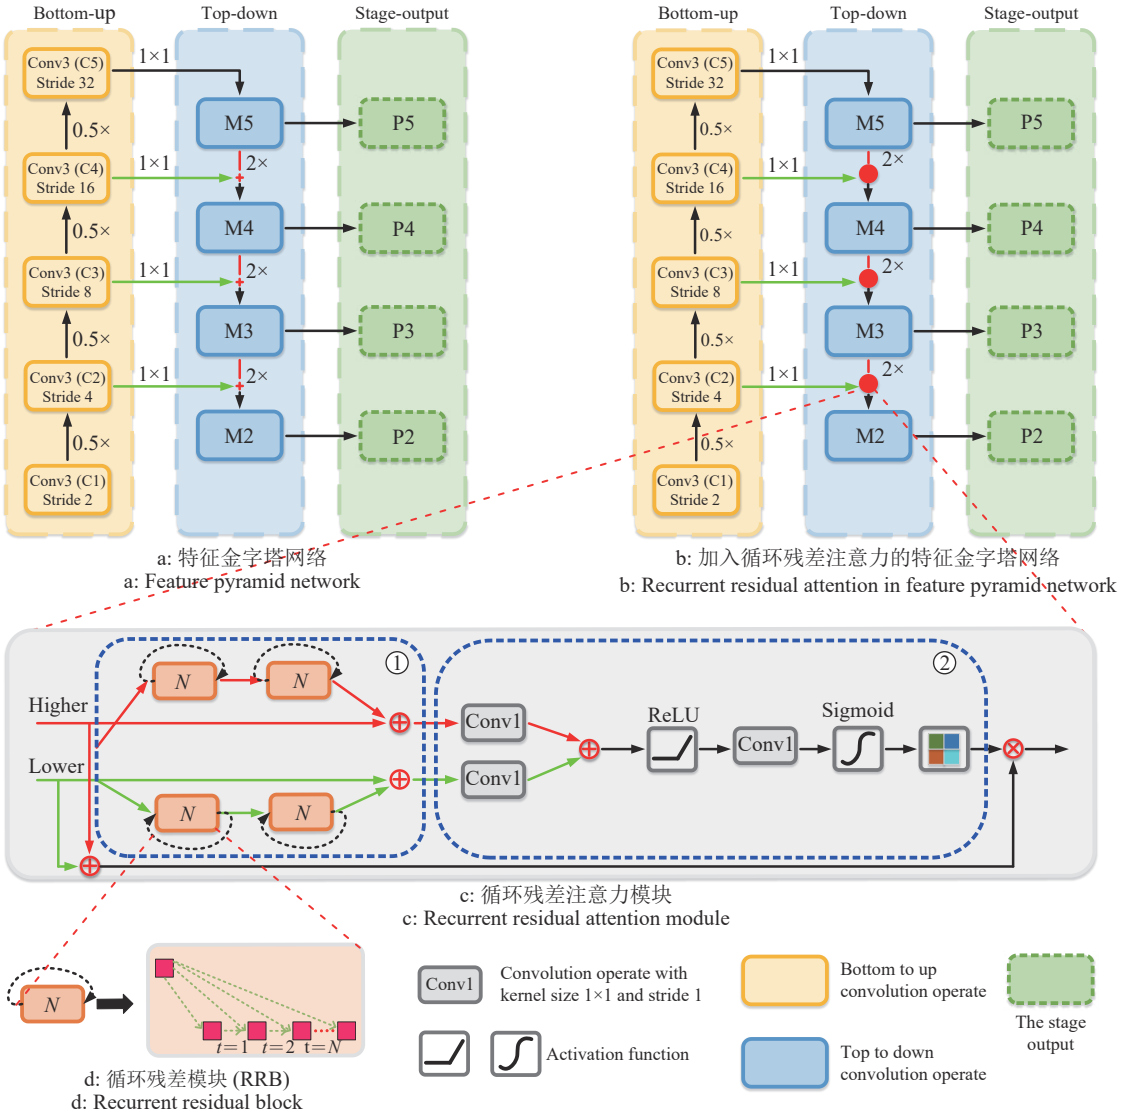 Bottom-up
Top-down
Stage-output
Conv3 (C5)
Stride 32
1×1
M5
P5
0.5×
2×
Conv3 (C4)
Stride 16
1×1
M4
P4
0.5×
2×
Conv3 (C3)
Stride 8
1×1
M3
P3
0.5×
2×
Conv3 (C2)
Stride 4
1×1
M2
P2
0.5×
Conv3 (C1)
Stride 2
a: 特征金字塔网络
a: Feature pyramid network
Bottom-up
Top-down
Stage-output
Conv3 (C5)
Stride 32
1×1
M5
P5
0.5×
2×
Conv3 (C4)
Stride 16
1×1
M4
P4
0.5×
2×
Conv3 (C3)
Stride 8
1×1
M3
P3
0.5×
2×
Conv3 (C2)
Stride 4
1×1
M2
P2
0.5×
Conv3 (C1)
Stride 2
b: 加入循环残差注意力的特征金字塔网络
b: Recurrent residual attention in feature pyramid network
①
②
N
N
Higher
Lower
N
N
Conv1
Conv1
ReLU
Conv1
Sigmoid
c: 循环残差注意力模块
c: Recurrent residual attention module
N
t=1
t=2
t=N
d: 循环残差模块 (RRB)
d: Recurrent residual block
Conv1
Convolution operate with
kernel size 1×1 and stride 1
Activation function
Bottom to up
convolution operate
Top to down
convolution operate
The stage
output